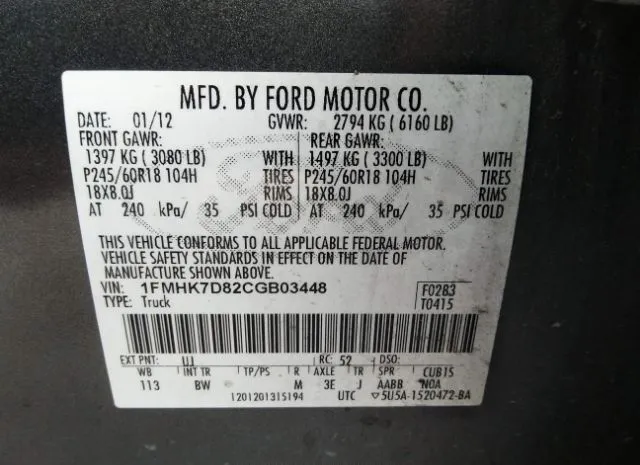 MFD. BY FORD MOTOR CO.
DATE: 01/12 GVWR: 2794 KG ( 6160 LB)
FRONT GAWR: REAR GAWR:
1397 KG ( 3080 LB) WITH 1497 KG ( 3300 LB) WITH
P245/60R18 104H TIRES P245/60R18 104H TIRES
18X8.0J RIMS 18X8.0J RIMS
AT 240 kPa/ 35 PSI COLD AT 240 kPa/ 35 PSI COLD
THIS VEHICLE CONFORMS TO ALL APPLICABLE FEDERAL MOTOR.
VEHICLE SAFETY STANDARDS IN EFFECT ON THE DATE OF
MANUFACTURE SHOWN ABOVE.
VIN: 1FMHK7D82CGB03448 F0283
TYPE: Truck T0415
EXT PNT: UJ RC: 52 DSO:
WB INT TR TP/PS R AXLE TR SPR CUB15
113 BW M 3E J AABB N0A
1201201315194 UTC ▽5U5A-1520472-BA